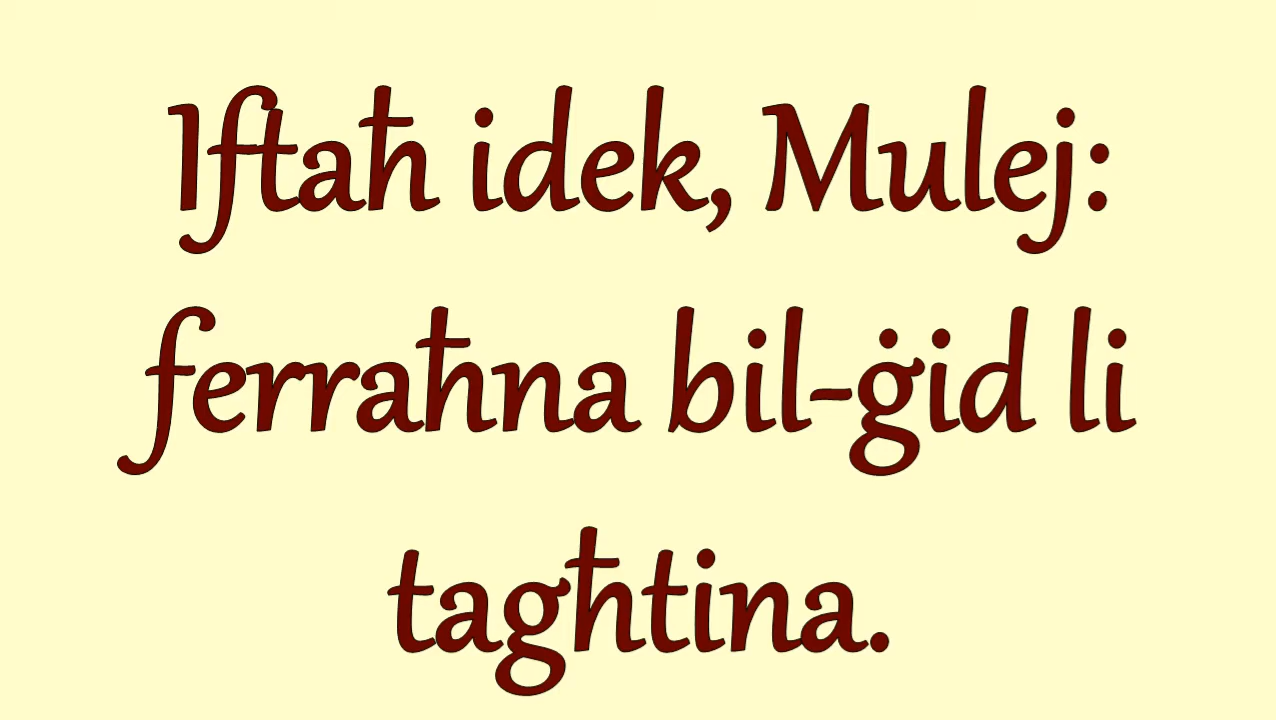 Iftaħ idek, Mulej:
ferraħna bil-ġid li
tagħtina.